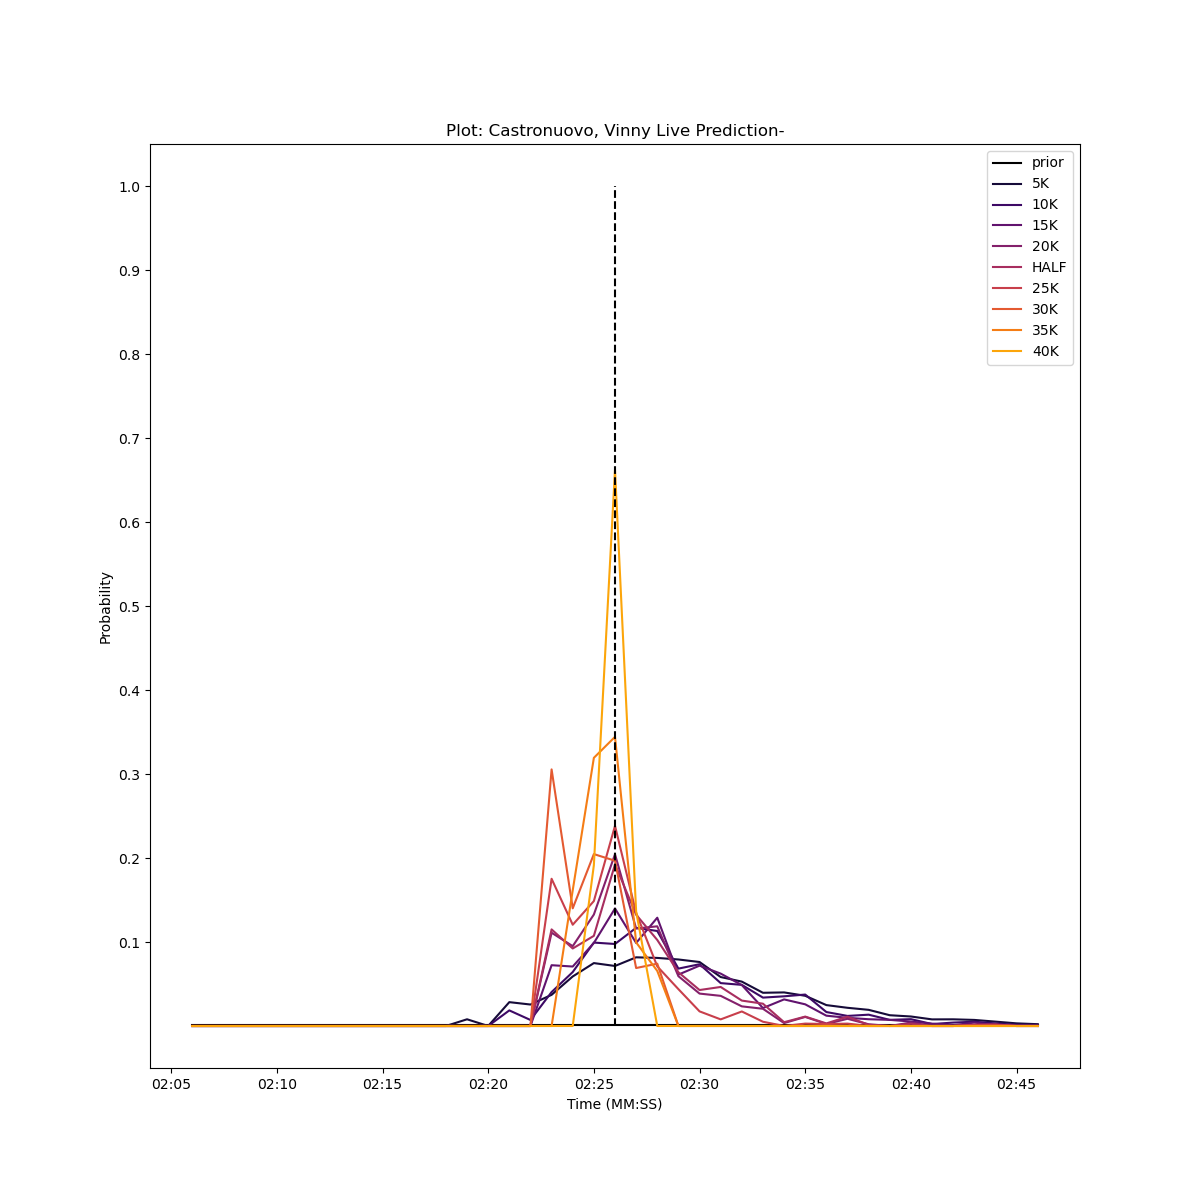 Plot: Castronuovo, Vinny Live Prediction-
prior
5K
10K
15K
20K
HALF
25K
30K
35K
40K
1.0
0.9
0.8
0.7
0.6
0.5
0.4
0.3
0.2
0.1
Probability
02:05 02:10 02:15 02:20 02:25 02:30 02:35 02:40 02:45
Time (MM:SS)